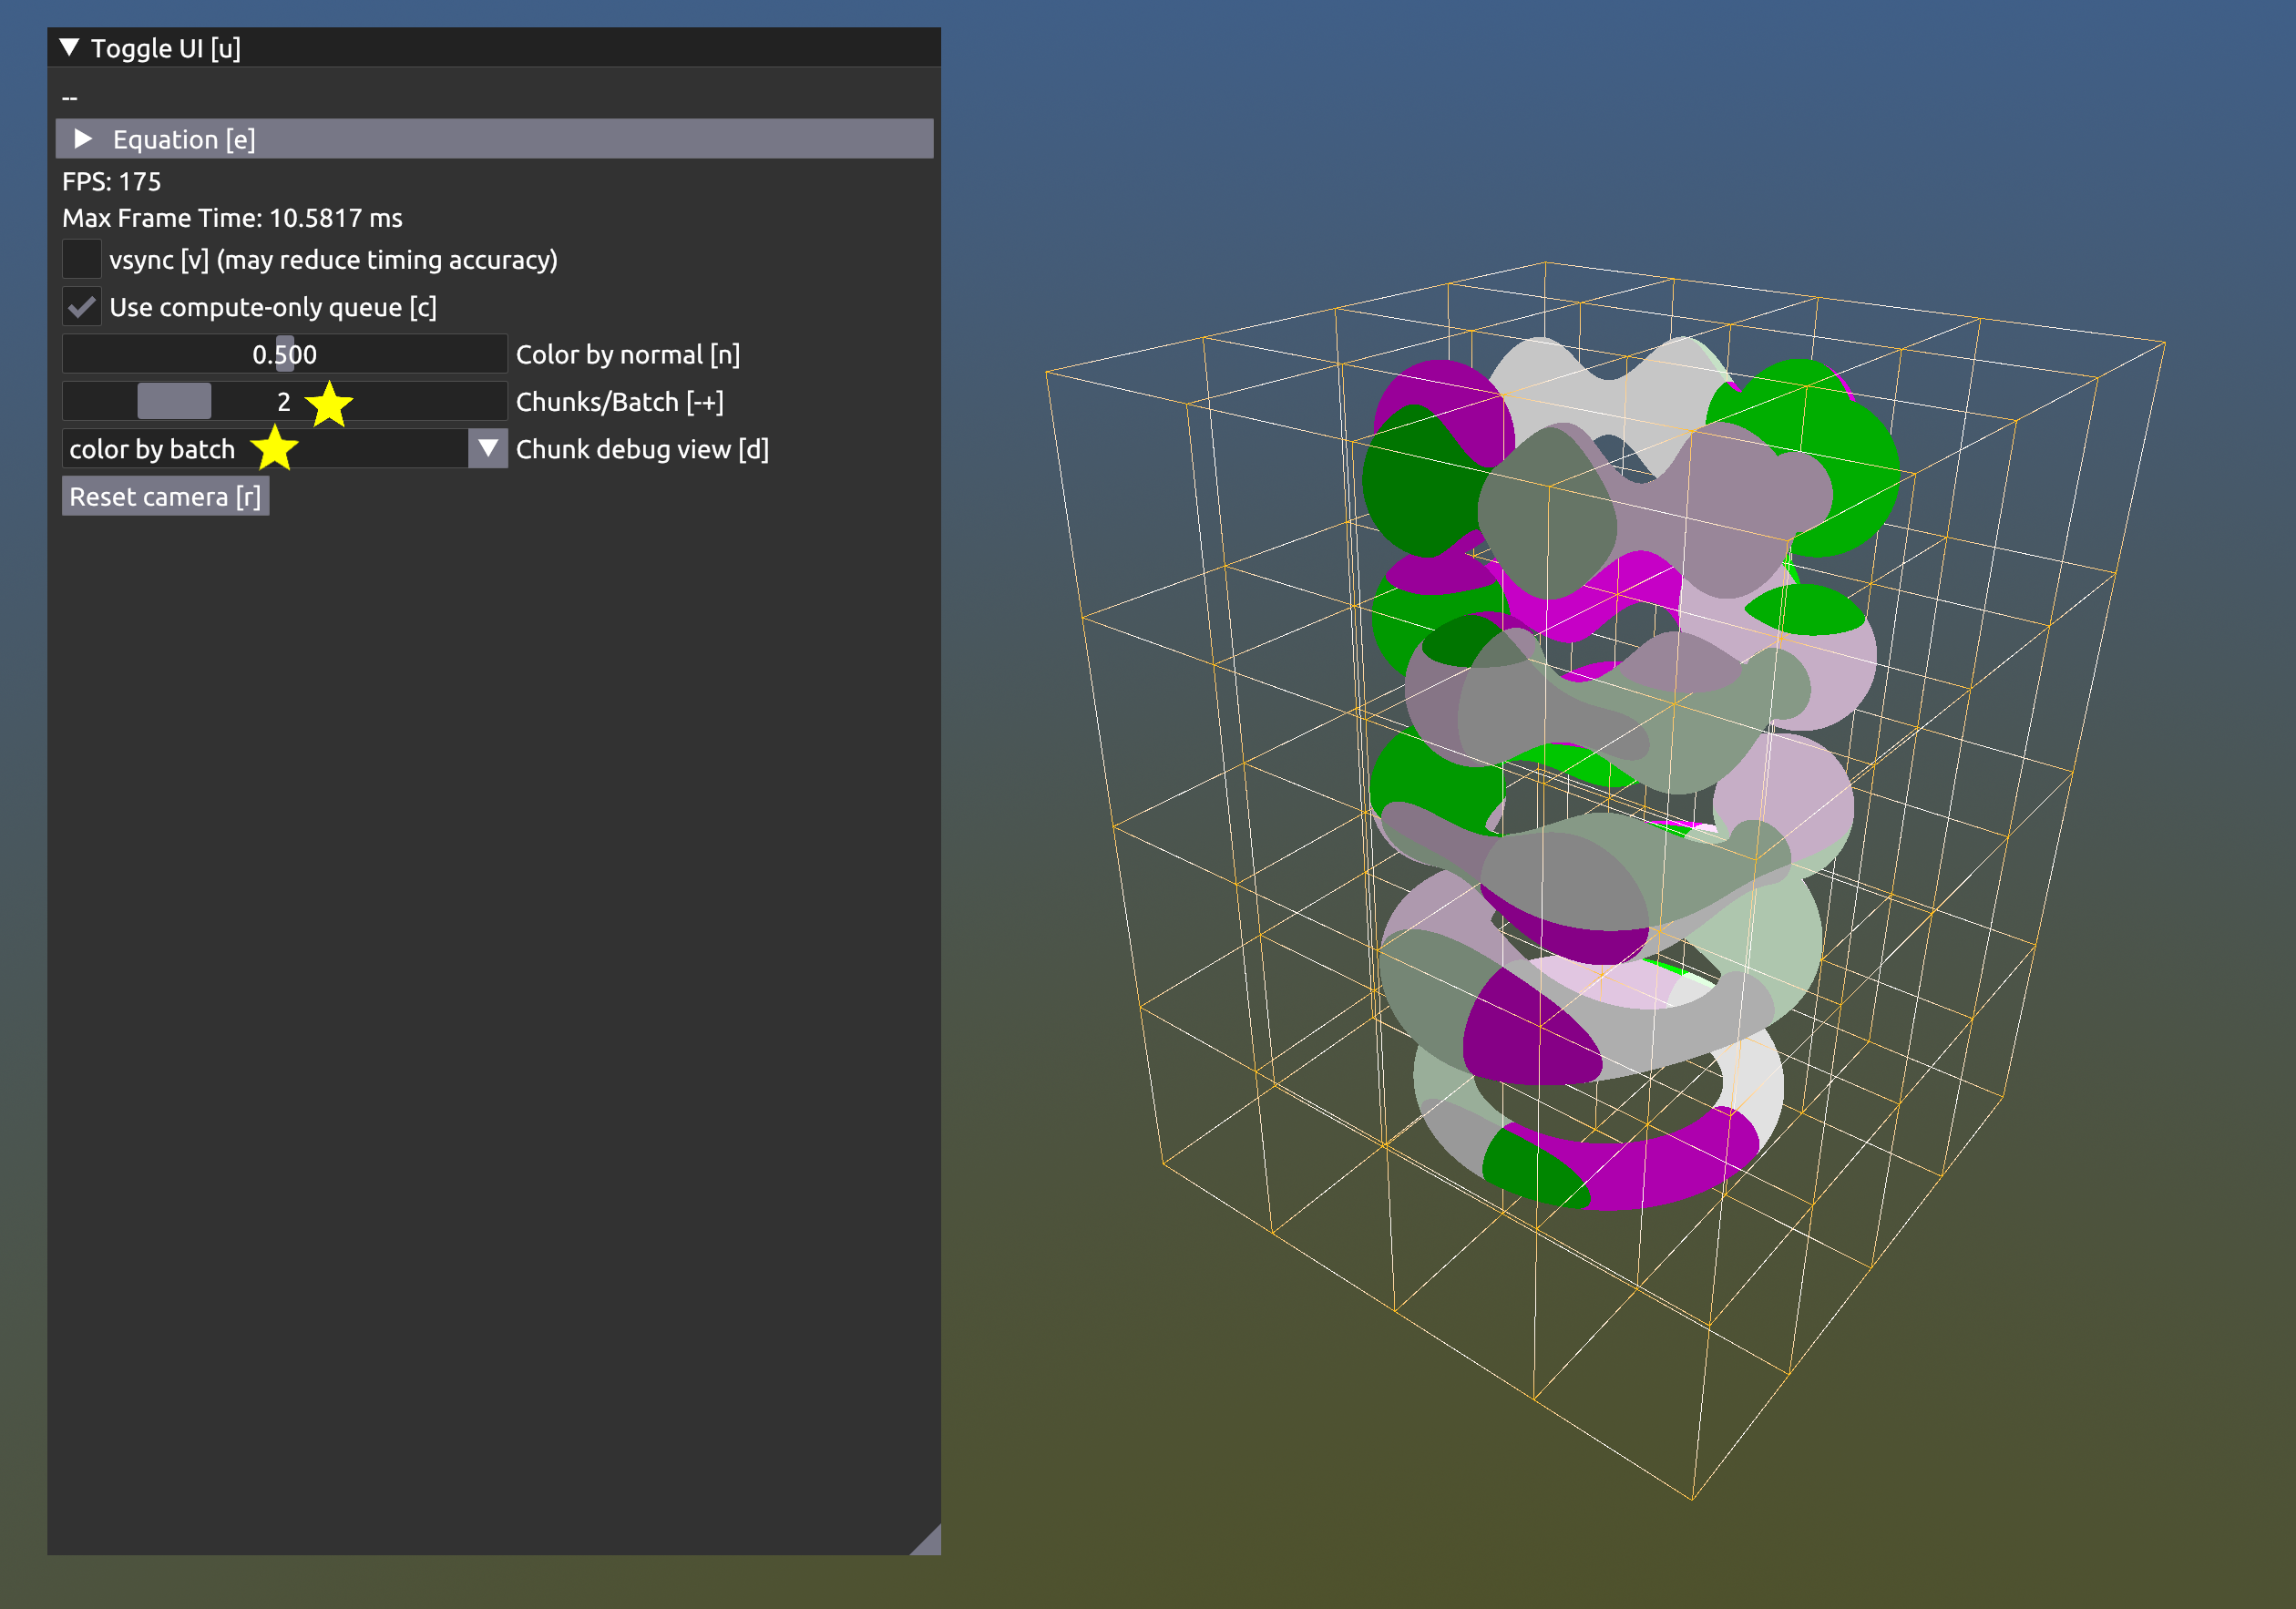 Toggle UI [u]
--
Equation [e]
FPS: 175
Max Frame Time: 10.5817 ms
vsync [v] (may reduce timing accuracy)
Use compute-only queue [c]
0.500 Color by normal [n]
2 Chunks/Batch [-+]
color by batch Chunk debug view [d]
Reset camera [r]